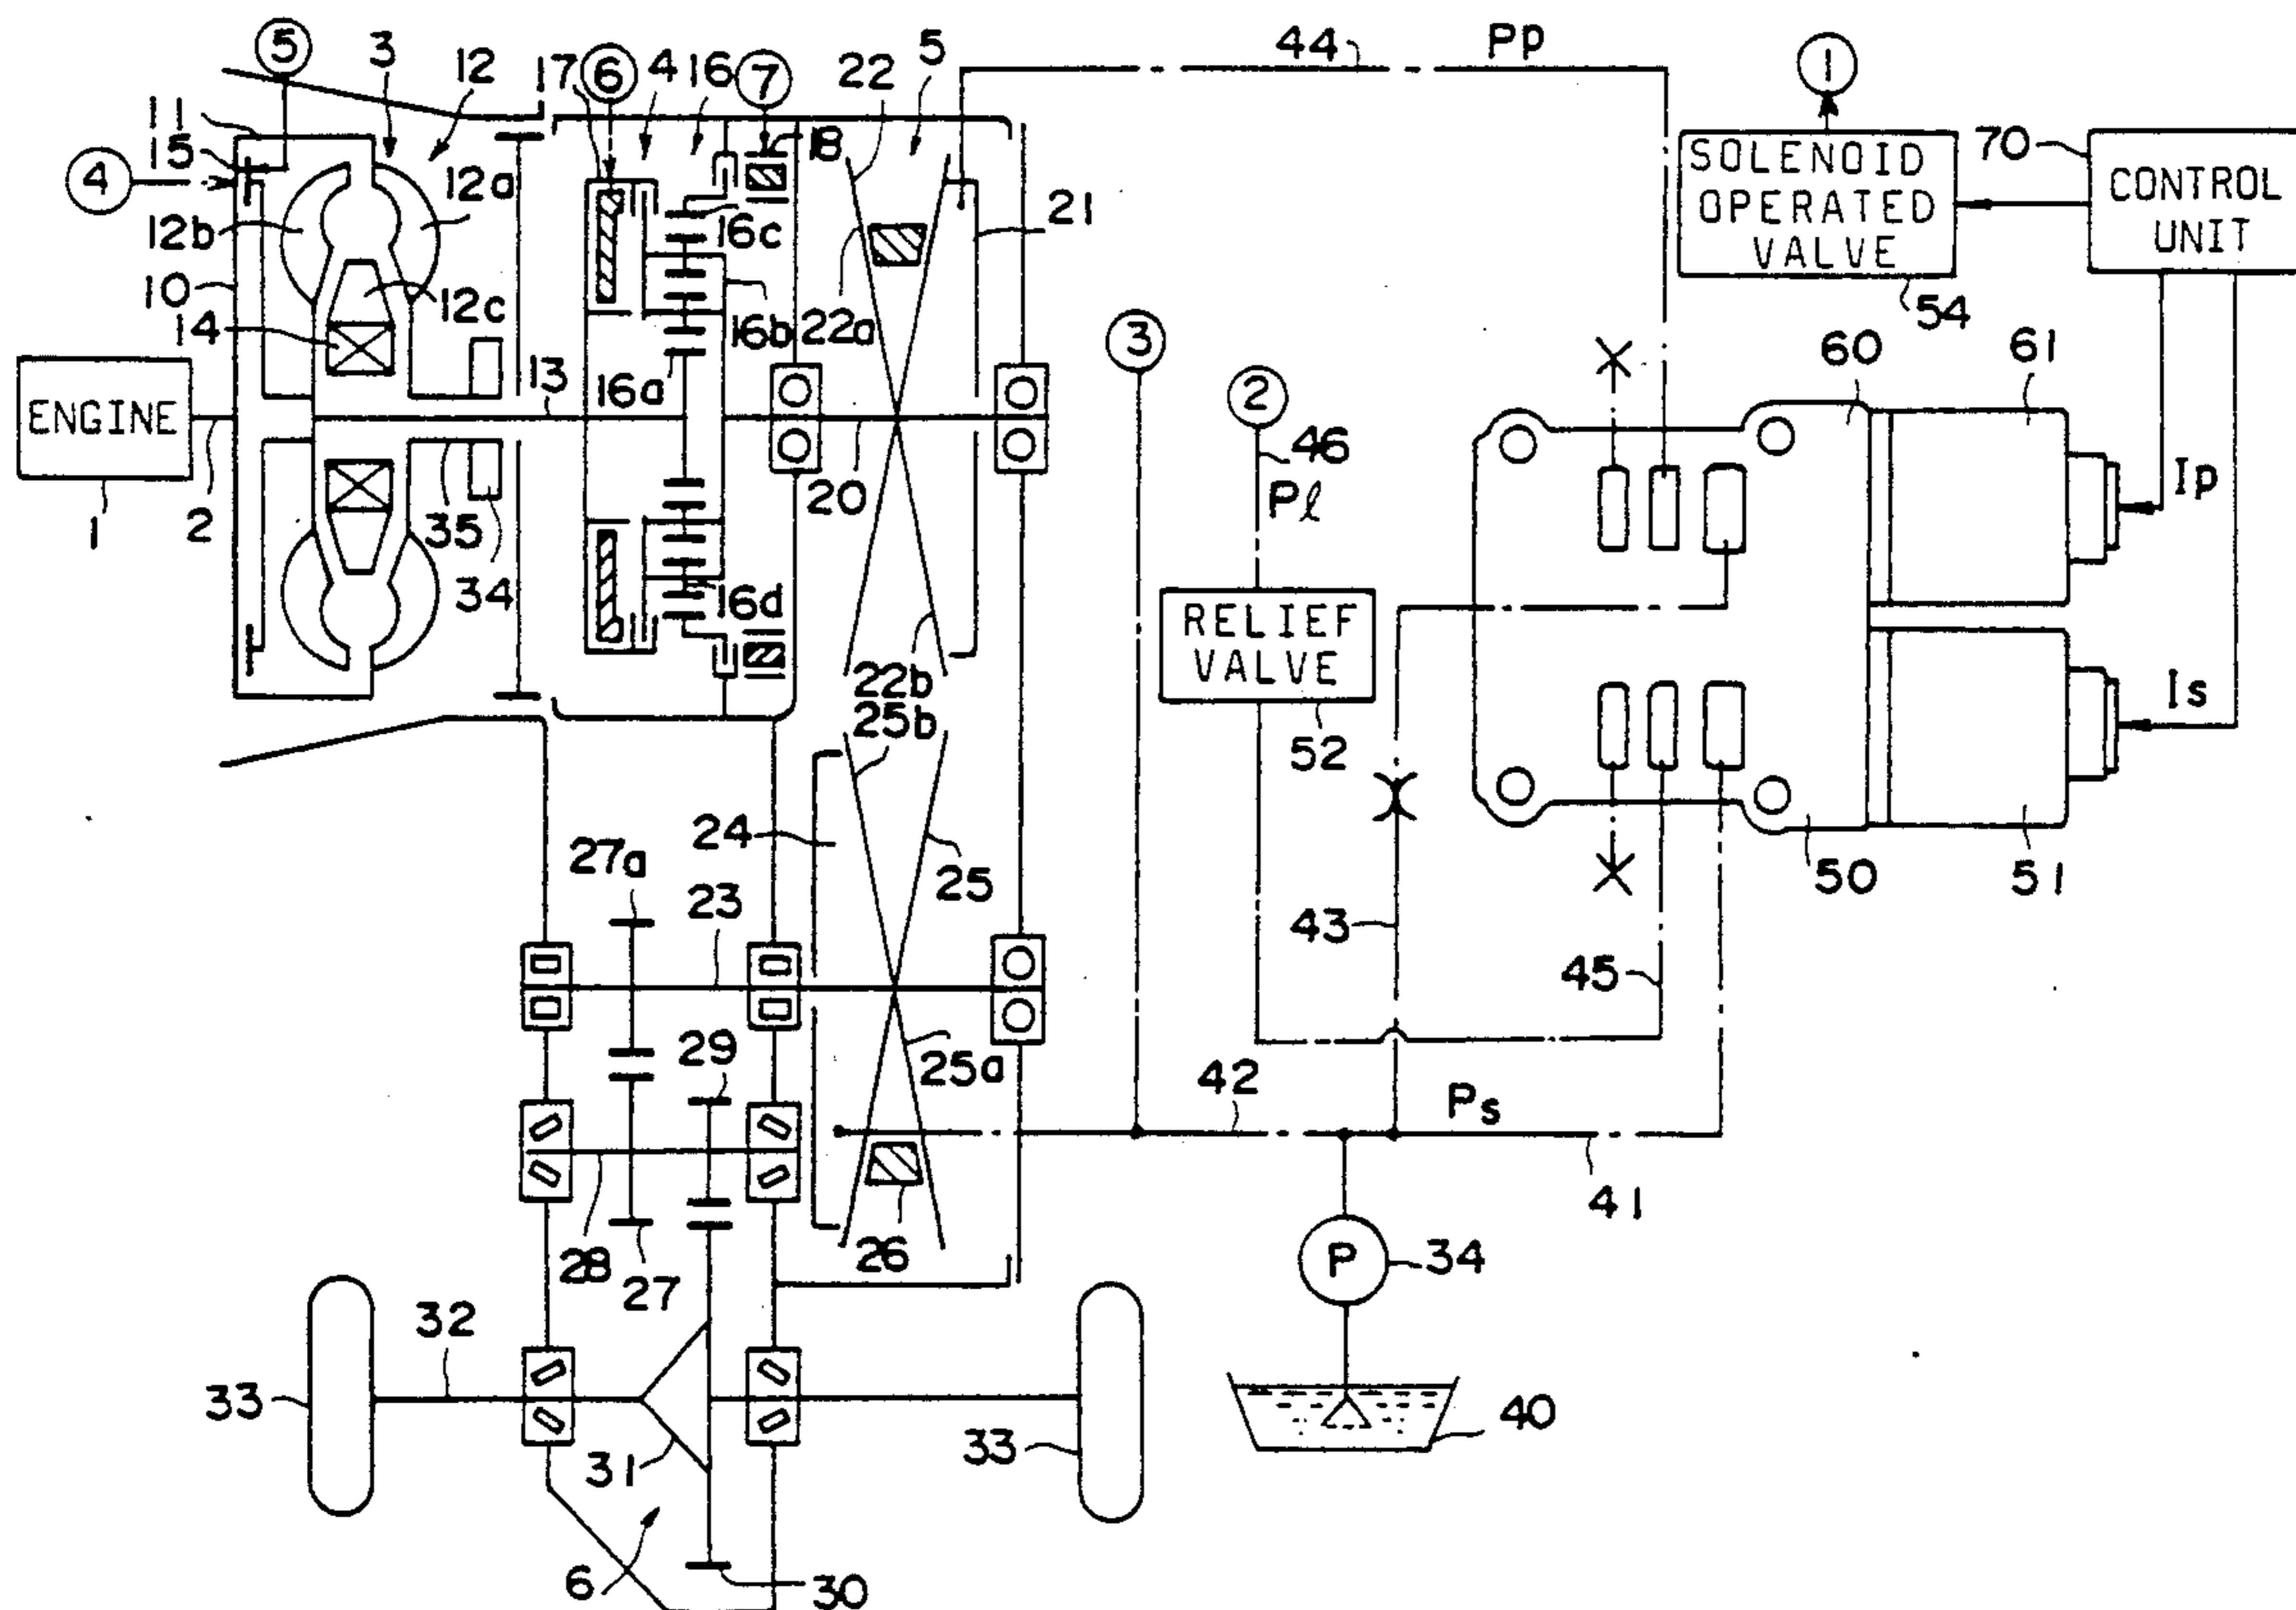 5
3
12
17
6
4
16
7
22
5
44
Pp
1
11
15
4
12a
18
SOLENOID
OPERATED
VALVE
70
CONTROL
UNIT
12b
16c
21
10
12c
14
16b
22a
3
54
60
61
ENGINE
13
16a
2
46
Pℓ
Ip
1
2
35
34
20
16d
RELIEF
VALVE
Is
22b
25b
52
24
27a
25
50
51
23
43
45
29
25a
42
Ps
41
28
27
26
P
34
32
33
31
33
40
6
30